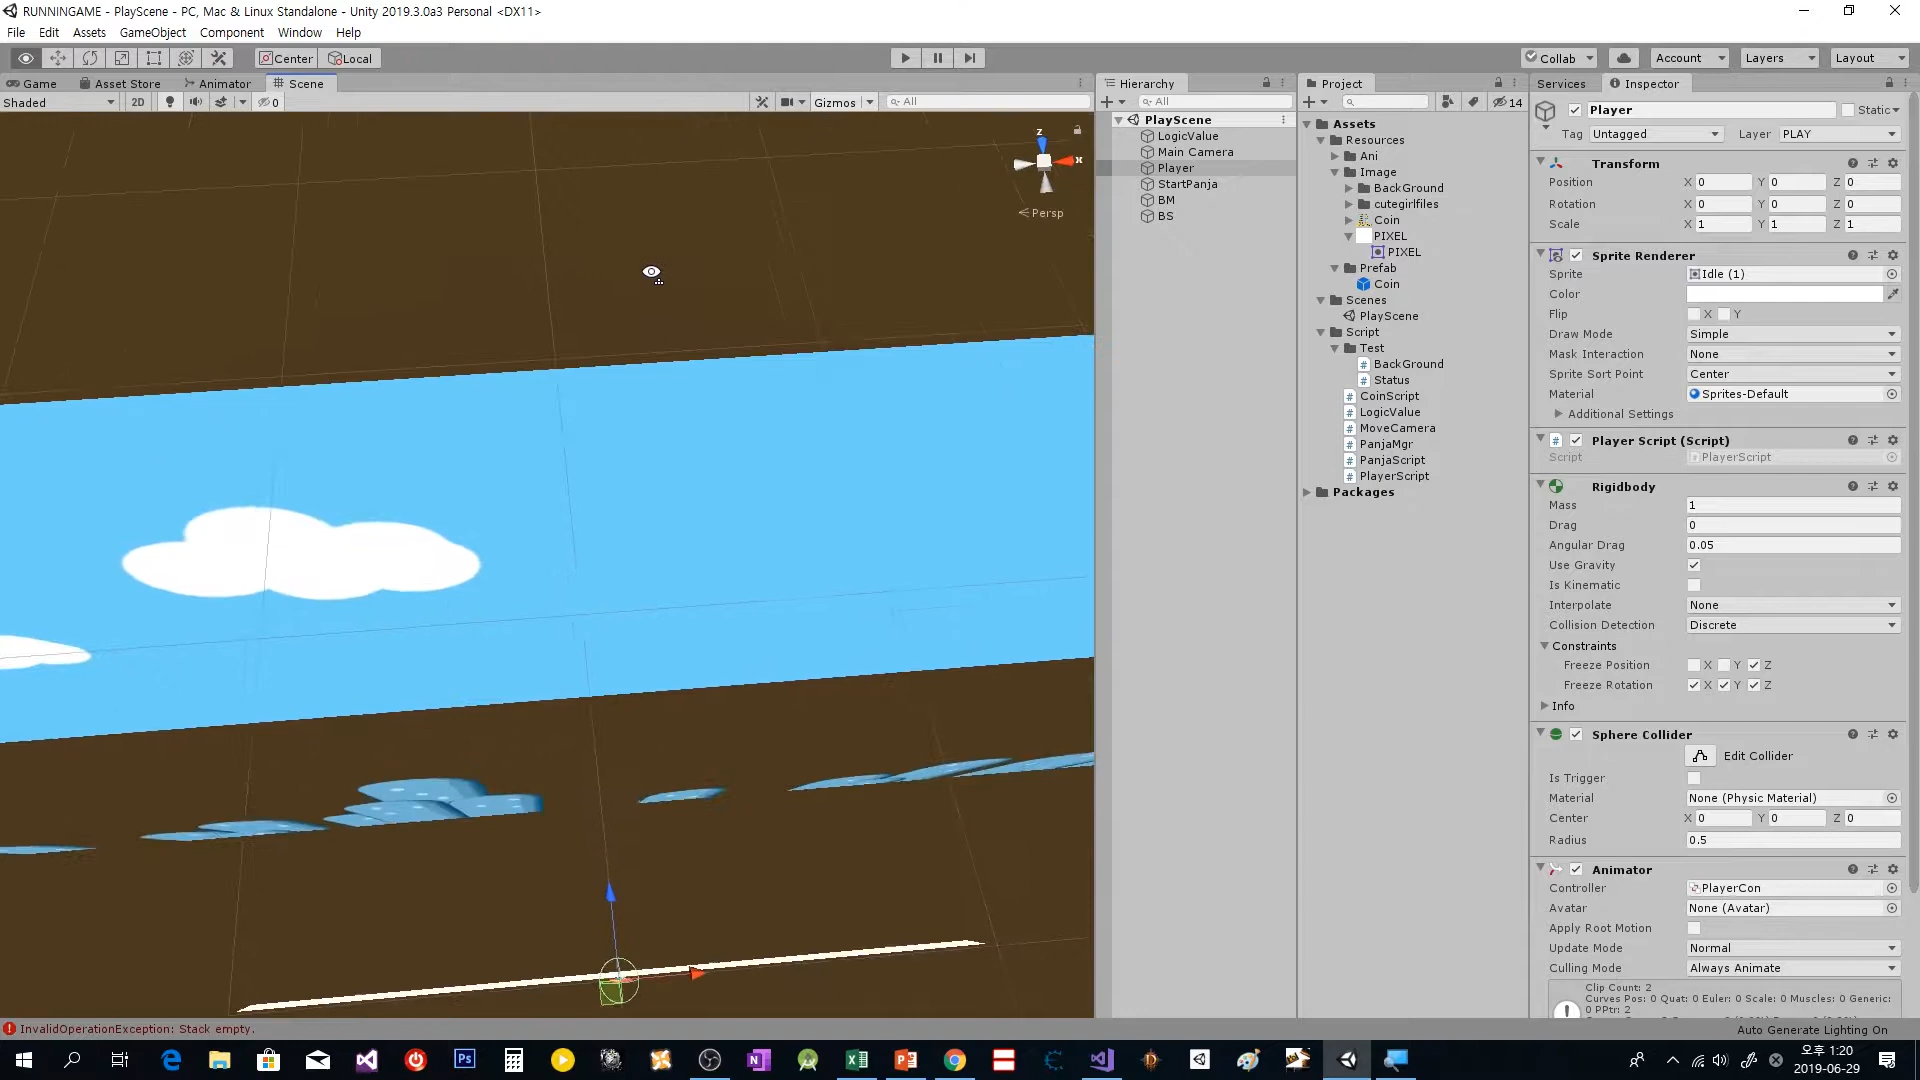 RUNNINGAME - PlayScene - PC, Mac & Linux Standalone - Unity 2019.3.0a3 Personal <DX11>
File Edit Assets GameObject Component Window Help
Center Local Collab Account Layers Layout
Game Asset Store Animator Scene
Shaded 2D 0 Gizmos All
z
x
Persp
Hierarchy
All
PlayScene
LogicValue
Main Camera
Player
StartPanja
BM
BS
Project
14
Assets
Resources
Ani
Image
BackGround
cutegirlfiles
Coin
PIXEL
PIXEL
Prefab
Coin
Scenes
PlayScene
Script
Test
BackGround
Status
CoinScript
LogicValue
MoveCamera
PanjaMgr
PanjaScript
PlayerScript
Packages
Services Inspector
Player Static
Tag Untagged Layer PLAY
Transform
Position X 0 Y 0 Z 0
Rotation X 0 Y 0 Z 0
Scale X 1 Y 1 Z 1
Sprite Renderer
Sprite Idle (1)
Color
Flip X Y
Draw Mode Simple
Mask Interaction None
Sprite Sort Point Center
Material Sprites-Default
Additional Settings
Player Script (Script)
Script PlayerScript
Rigidbody
Mass 1
Drag 0
Angular Drag 0.05
Use Gravity
Is Kinematic
Interpolate None
Collision Detection Discrete
Constraints
Freeze Position X Y Z
Freeze Rotation X Y Z
Info
Sphere Collider
Edit Collider
Is Trigger
Material None (Physic Material)
Center X 0 Y 0 Z 0
Radius 0.5
Animator
Controller PlayerCon
Avatar None (Avatar)
Apply Root Motion
Update Mode Normal
Culling Mode Always Animate
Clip Count: 2
Curves Pos: 0 Quat: 0 Euler: 0 Scale: 0 Muscles: 0 Generic:
0 PPtr: 2
InvalidOperationException: Stack empty.
Auto Generate Lighting On
오후 1:20
2019-06-29